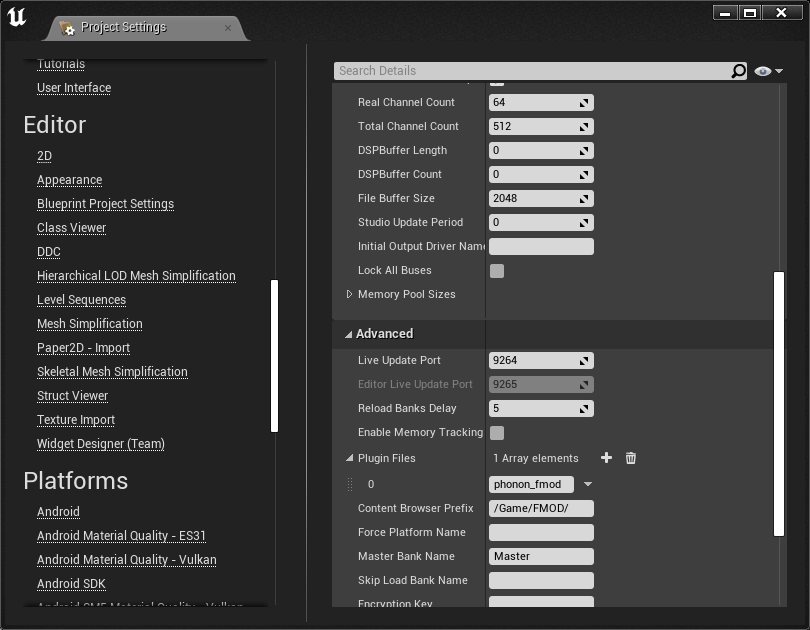 Project Settings
Tutorials
User Interface
Editor
2D
Appearance
Blueprint Project Settings
Class Viewer
DDC
Hierarchical LOD Mesh Simplification
Level Sequences
Mesh Simplification
Paper2D - Import
Skeletal Mesh Simplification
Struct Viewer
Texture Import
Widget Designer (Team)
Platforms
Android
Android Material Quality - ES31
Android Material Quality - Vulkan
Android SDK
Android SM5 Material Quality - Vulkan
Search Details
Real Channel Count 64
Total Channel Count 512
DSPBuffer Length 0
DSPBuffer Count 0
File Buffer Size 2048
Studio Update Period 0
Initial Output Driver Name
Lock All Buses
Memory Pool Sizes
Advanced
Live Update Port 9264
Editor Live Update Port 9265
Reload Banks Delay 5
Enable Memory Tracking
Plugin Files 1 Array elements
0 phonon_fmod
Content Browser Prefix /Game/FMOD/
Force Platform Name
Master Bank Name Master
Skip Load Bank Name
Encryption Key